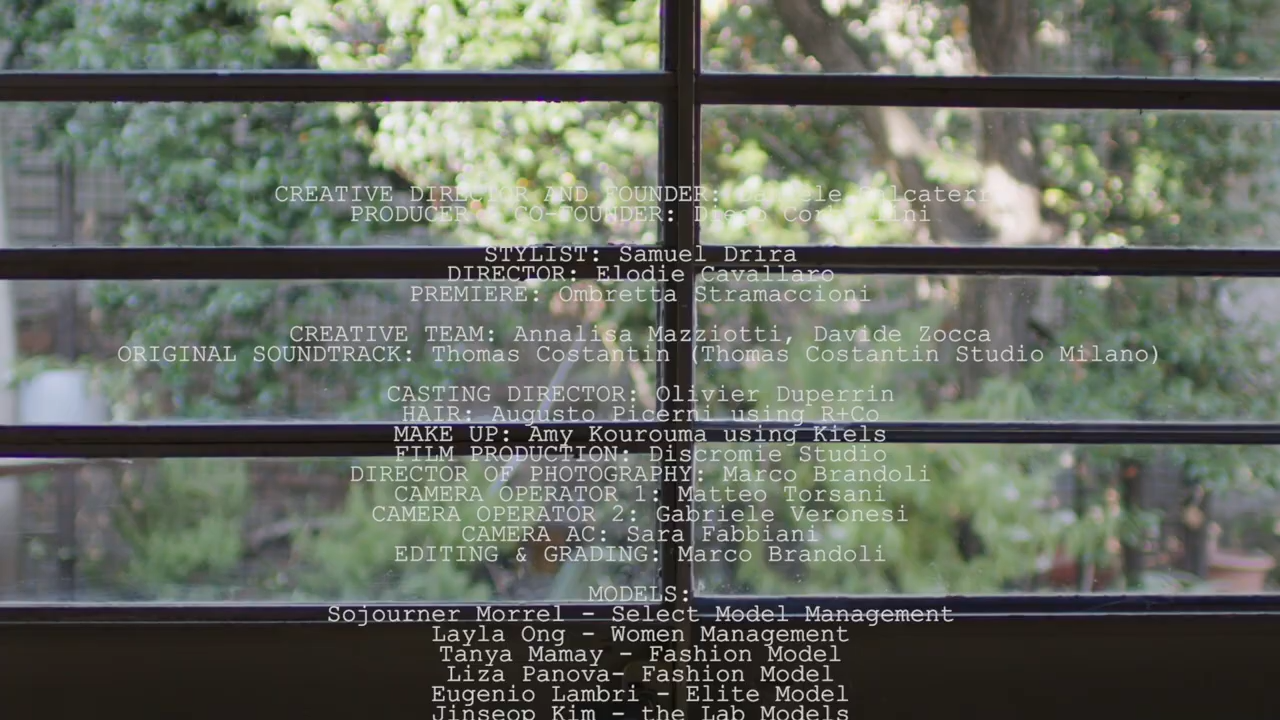 CREATIVE DIRECTOR AND FOUNDER:
PRODUCER CO-FOUNDER:
STYLIST: Samuel Drira
DIRECTOR: Elodie Cavallaro
PREMIERE: Ombretta Stramaccioni
CREATIVE TEAM: Annalisa Mazziotti, Davide Zocca
ORIGINAL SOUNDTRACK: Thomas Costantin (Thomas Costantin Studio Milano)
CASTING DIRECTOR: Olivier Duperrin
HAIR: Augusto Picerni using R+Co
MAKE UP: Amy Kourouma using Kiels
FILM PRODUCTION: Discromie Studio
DIRECTOR OF PHOTOGRAPHY: Marco Brandoli
CAMERA OPERATOR 1: Matteo Torsani
CAMERA OPERATOR 2: Gabriele Veronesi
CAMERA AC: Sara Fabbiani
EDITING & GRADING: Marco Brandoli
MODELS:
Sojourner Morrel - Select Model Management
Layla Ong - Women Management
Tanya Mamay - Fashion Model
Liza Panova- Fashion Model
Eugenio Lambri - Elite Model
Jinseop Kim - the Lab Models